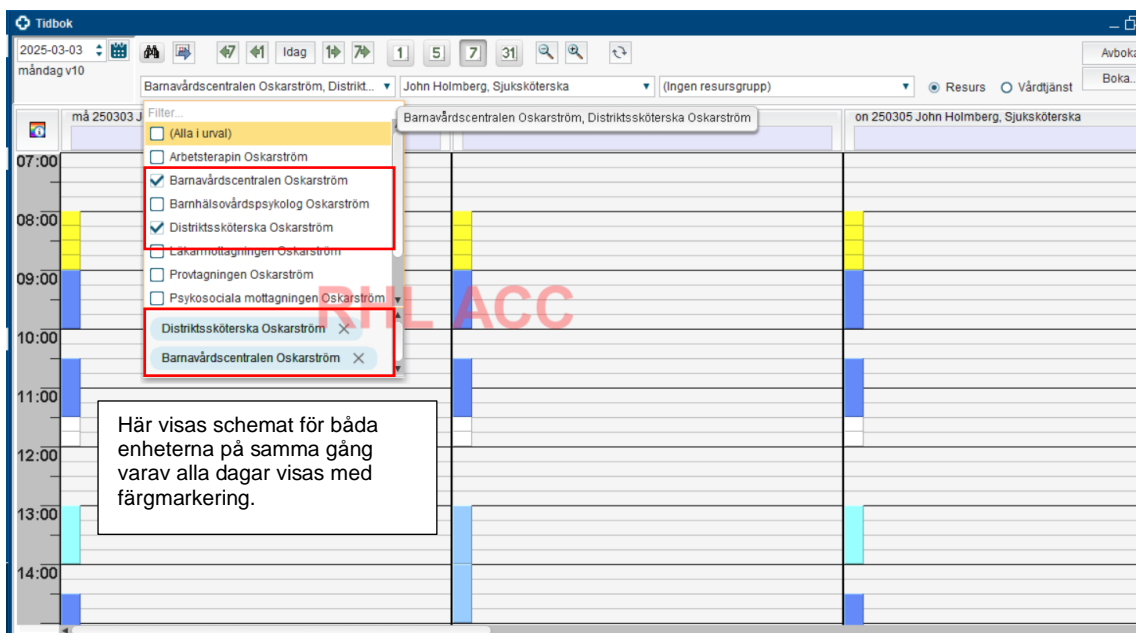 Tidbok
2025-03-03
måndag v10
7 1 Idag 1 7 1 5 7 31
Avboka
Boka...
Barnavårdscentralen Oskarström, Distrikt... John Holmberg, Sjuksköterska (Ingen resursgrupp) Resurs Vårdtjänst
må 250303 J
on 250305 John Holmberg, Sjuksköterska
Filter...
(Alla i urval)
Arbetsterapin Oskarström
Barnavårdscentralen Oskarström
Barnhälsovårdspsykolog Oskarström
Distriktssköterska Oskarström
Läkarmottagningen Oskarström
Provtagningen Oskarström
Psykosociala mottagningen Oskarström
Distriktssköterska Oskarström
Barnavårdscentralen Oskarström
Barnavårdscentralen Oskarström, Distriktssköterska Oskarström
RHL ACC
07:00
08:00
09:00
10:00
11:00
12:00
13:00
14:00
Här visas schemat för båda
enheterna på samma gång
varav alla dagar visas med
färgmarkering.